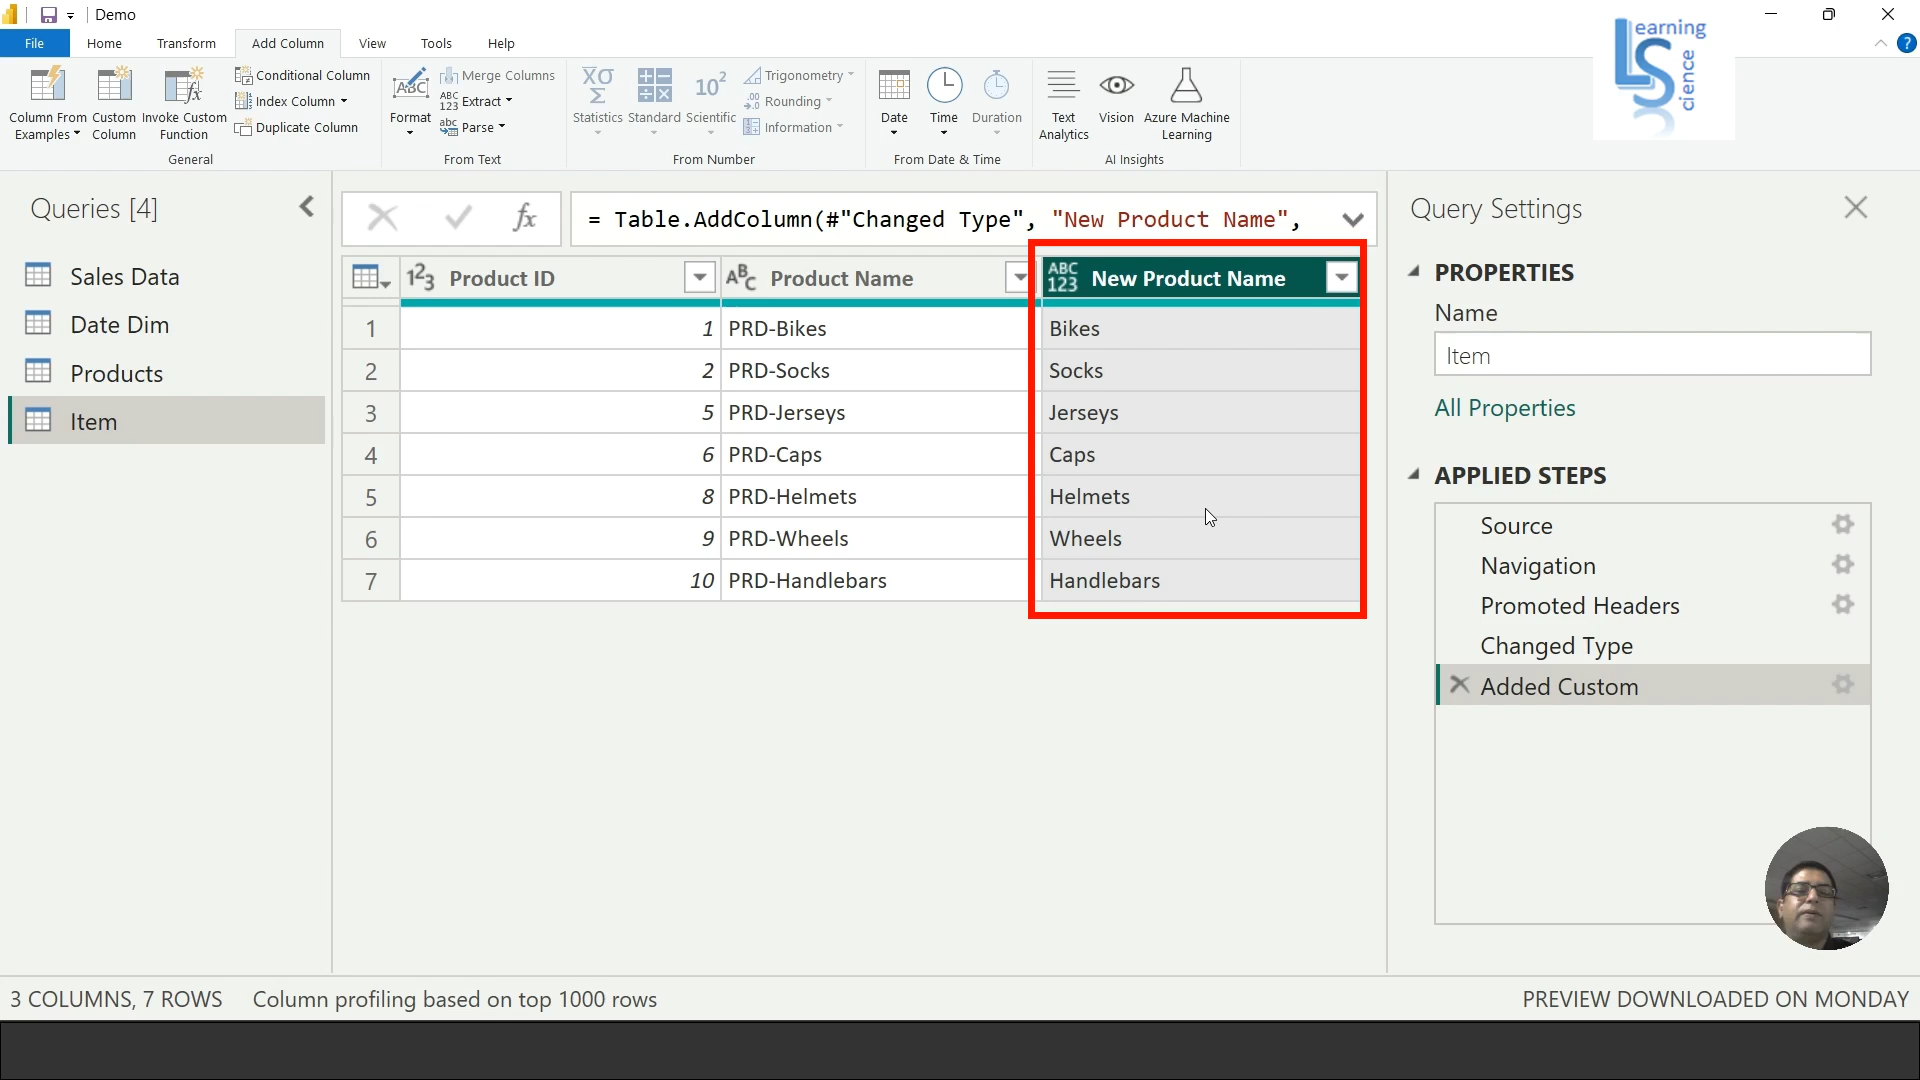 Demo
Learning
Science
File Home Transform Add Column View Tools Help
Column From Examples
Custom Column
Invoke Custom Function
Conditional Column
Index Column
Duplicate Column
General
Format
Merge Columns
Extract
Parse
From Text
Statistics
Standard
Scientific
Trigonometry
Rounding
Information
From Number
Date
Time
Duration
From Date & Time
Text Analytics
Vision
Azure Machine Learning
AI Insights
Queries [4]
Sales Data
Date Dim
Products
Item
fx = Table.AddColumn(#"Changed Type", "New Product Name",
123 Product ID ABC Product Name ABC 123 New Product Name
1 1 PRD-Bikes Bikes
2 2 PRD-Socks Socks
3 5 PRD-Jerseys Jerseys
4 6 PRD-Caps Caps
5 8 PRD-Helmets Helmets
6 9 PRD-Wheels Wheels
7 10 PRD-Handlebars Handlebars
Query Settings
PROPERTIES
Name
Item
All Properties
APPLIED STEPS
Source
Navigation
Promoted Headers
Changed Type
Added Custom
3 COLUMNS, 7 ROWS Column profiling based on top 1000 rows
PREVIEW DOWNLOADED ON MONDAY